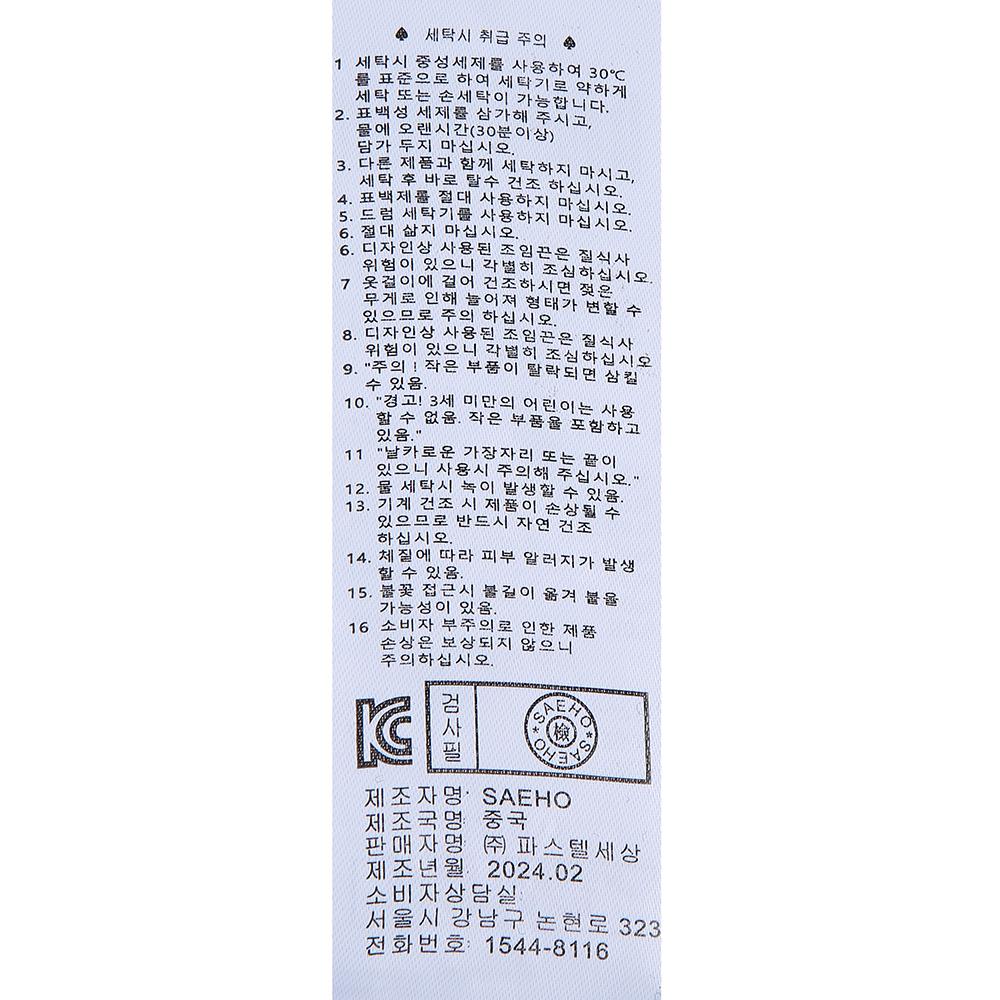 ♠ 세탁시 취급 주의 ♠
1 세탁시 중성세제를 사용하여 30℃
를 표준으로 하여 세탁기로 약하게
세탁 또는 손세탁이 가능합니다.
2. 표백성 세제를 삼가해 주시고,
물에 오랜시간(30분이상)
담가 두지 마십시오.
3. 다른 제품과 함께 세탁하지 마시고,
세탁 후 바로 탈수 건조 하십시오.
4. 표백제를 절대 사용하지 마십시오.
5. 드럼 세탁기를 사용하지 마십시오.
6. 절대 삶지 마십시오.
6. 디자인상 사용된 조임끈은 질식사
위험이 있으니 각별히 조심하십시오.
7 옷걸이에 걸어 건조하시면 젖은
무게로 인해 늘어져 형태가 변할 수
있으므로 주의 하십시오.
8. 디자인상 사용된 조임끈은 질식사
위험이 있으니 각별히 조심하십시오
9. "주의! 작은 부품이 탈락되면 삼킬
수 있음.
10. "경고! 3세 미만의 어린이는 사용
할 수 없음. 작은 부품을 포함하고
있음."
11 "날카로운 가장자리 또는 끝이
있으니 사용시 주의해 주십시오."
12. 물 세탁시 녹이 발생할 수 있음.
13. 기계 건조 시 제품이 손상될 수
있으므로 반드시 자연 건조
하십시오.
14. 체질에 따라 피부 알러지가 발생
할 수 있음.
15. 불꽃 접근시 불길이 옮겨 붙을
가능성이 있음.
16 소비자 부주의로 인한 제품
손상은 보상되지 않으니
주의하십시오.
KC
검사필
*SAEHO*SAEHO
檢
제조자명: SAEHO
제조국명: 중국
판매자명: ㈜ 파스텔세상
제조년월: 2024.02
소비자상담실:
서울시 강남구 논현로 323
전화번호: 1544-8116